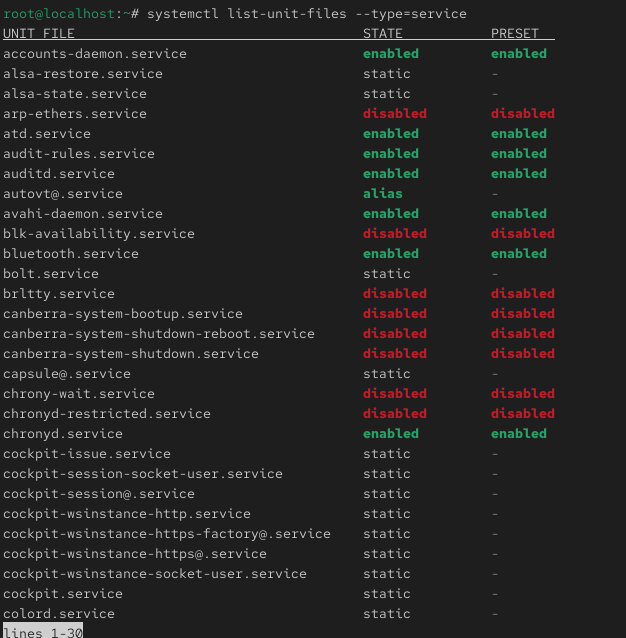 root@localhost:~# systemctl list-unit-files --type=service
UNIT FILE STATE PRESET
accounts-daemon.service enabled enabled
alsa-restore.service static -
alsa-state.service static -
arp-ethers.service disabled disabled
atd.service enabled enabled
audit-rules.service enabled enabled
auditd.service enabled enabled
autovt@.service alias -
avahi-daemon.service enabled enabled
blk-availability.service disabled disabled
bluetooth.service enabled enabled
bolt.service static -
brltty.service disabled disabled
canberra-system-bootup.service disabled disabled
canberra-system-shutdown-reboot.service disabled disabled
canberra-system-shutdown.service disabled disabled
capsule@.service static -
chrony-wait.service disabled disabled
chronyd-restricted.service disabled disabled
chronyd.service enabled enabled
cockpit-issue.service static -
cockpit-session-socket-user.service static -
cockpit-session@.service static -
cockpit-wsinstance-http.service static -
cockpit-wsinstance-https-factory@.service static -
cockpit-wsinstance-https@.service static -
cockpit-wsinstance-socket-user.service static -
cockpit.service static -
colord.service static -
lines 1-30